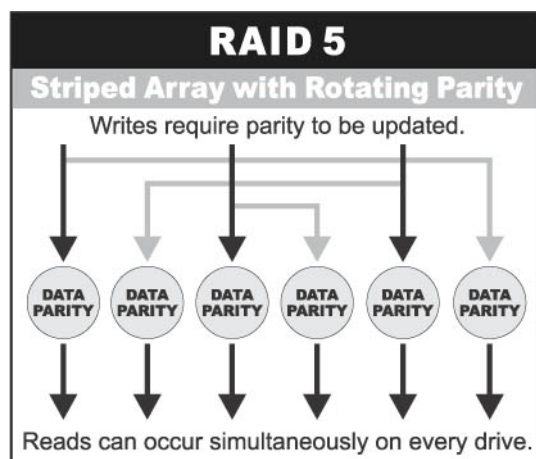 RAID 5
Striped Array with Rotating Parity
Writes require parity to be updated.
DATA PARITY
DATA PARITY
DATA PARITY
DATA PARITY
DATA PARITY
DATA PARITY
Reads can occur simultaneously on every drive.